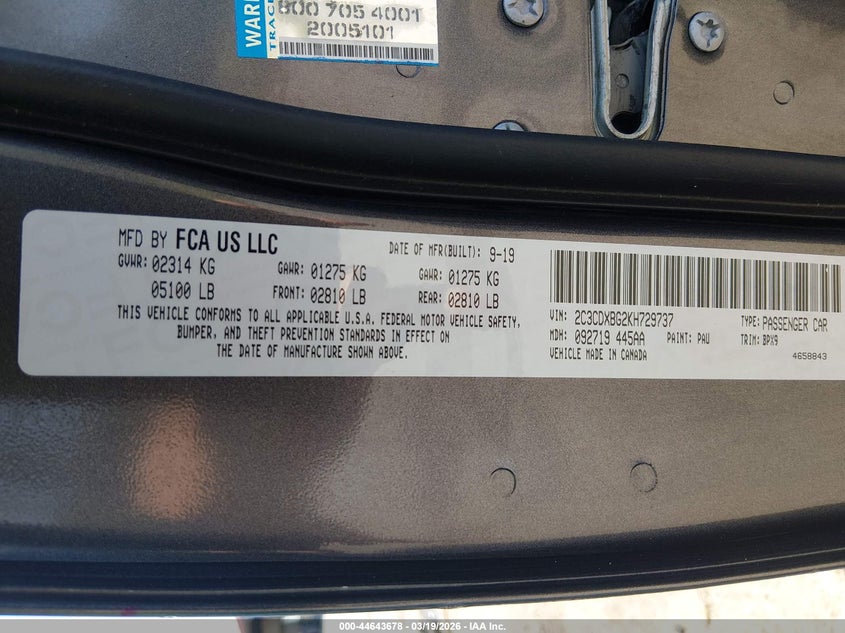 WAR
TRACE
800 705 4001
2005101
MFD BY FCA US LLC
DATE OF MFR(BUILT): 9-19
GVWR: 02314 KG
GAWR: 01275 KG
GAWR: 01275 KG
05100 LB
FRONT: 02810 LB
REAR: 02810 LB
THIS VEHICLE CONFORMS TO ALL APPLICABLE U.S.A. FEDERAL MOTOR VEHICLE SAFETY,
BUMPER, AND THEFT PREVENTION STANDARDS IN EFFECT ON
THE DATE OF MANUFACTURE SHOWN ABOVE.
VIN: 2C3CDXBG2KH729737
TYPE: PASSENGER CAR
MDH: 092719 445AA
PAINT: PAU
TRIM: BPX9
VEHICLE MADE IN CANADA
4658843
000-44643678 - 03/19/2026 - IAA Inc.